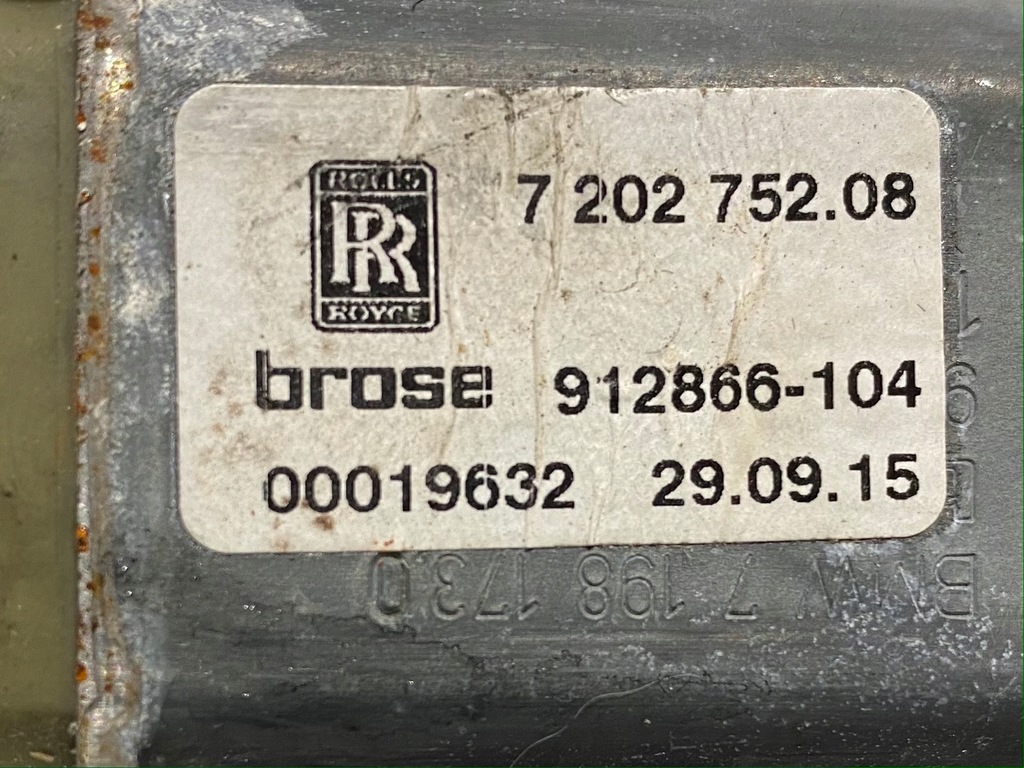 ROLLS
RR
ROYCE
7 202 752.08
brose 912866-104
00019632 29.09.15
BMW 7 198 173.0